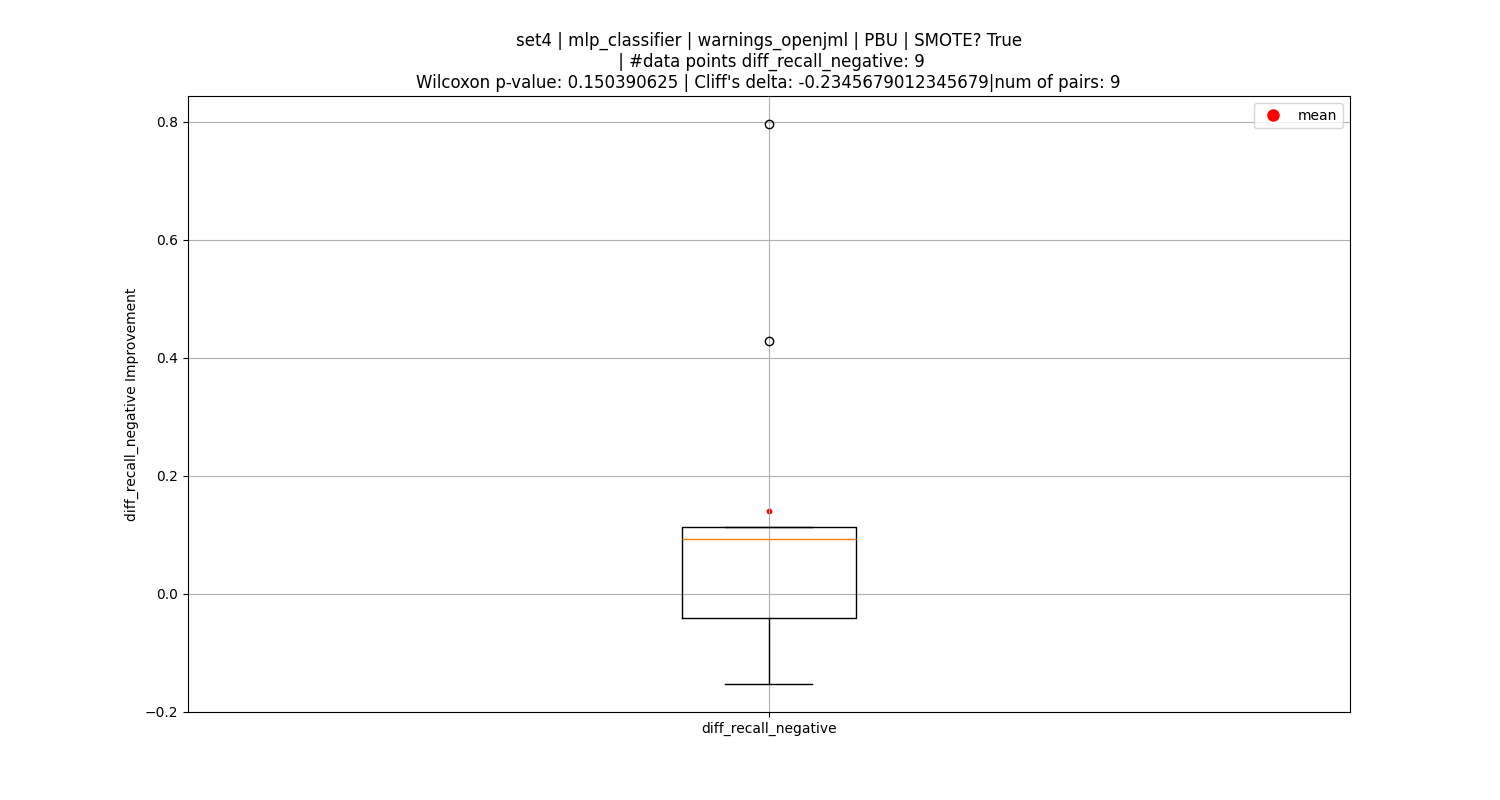 set4 | mlp_classifier | warnings_openjml | PBU | SMOTE? True
| #data points diff_recall_negative: 9
Wilcoxon p-value: 0.150390625 | Cliff's delta: -0.2345679012345679|num of pairs: 9
mean
0.8
0.6
0.4
0.2
0.0
−0.2
diff_recall_negative Improvement
diff_recall_negative